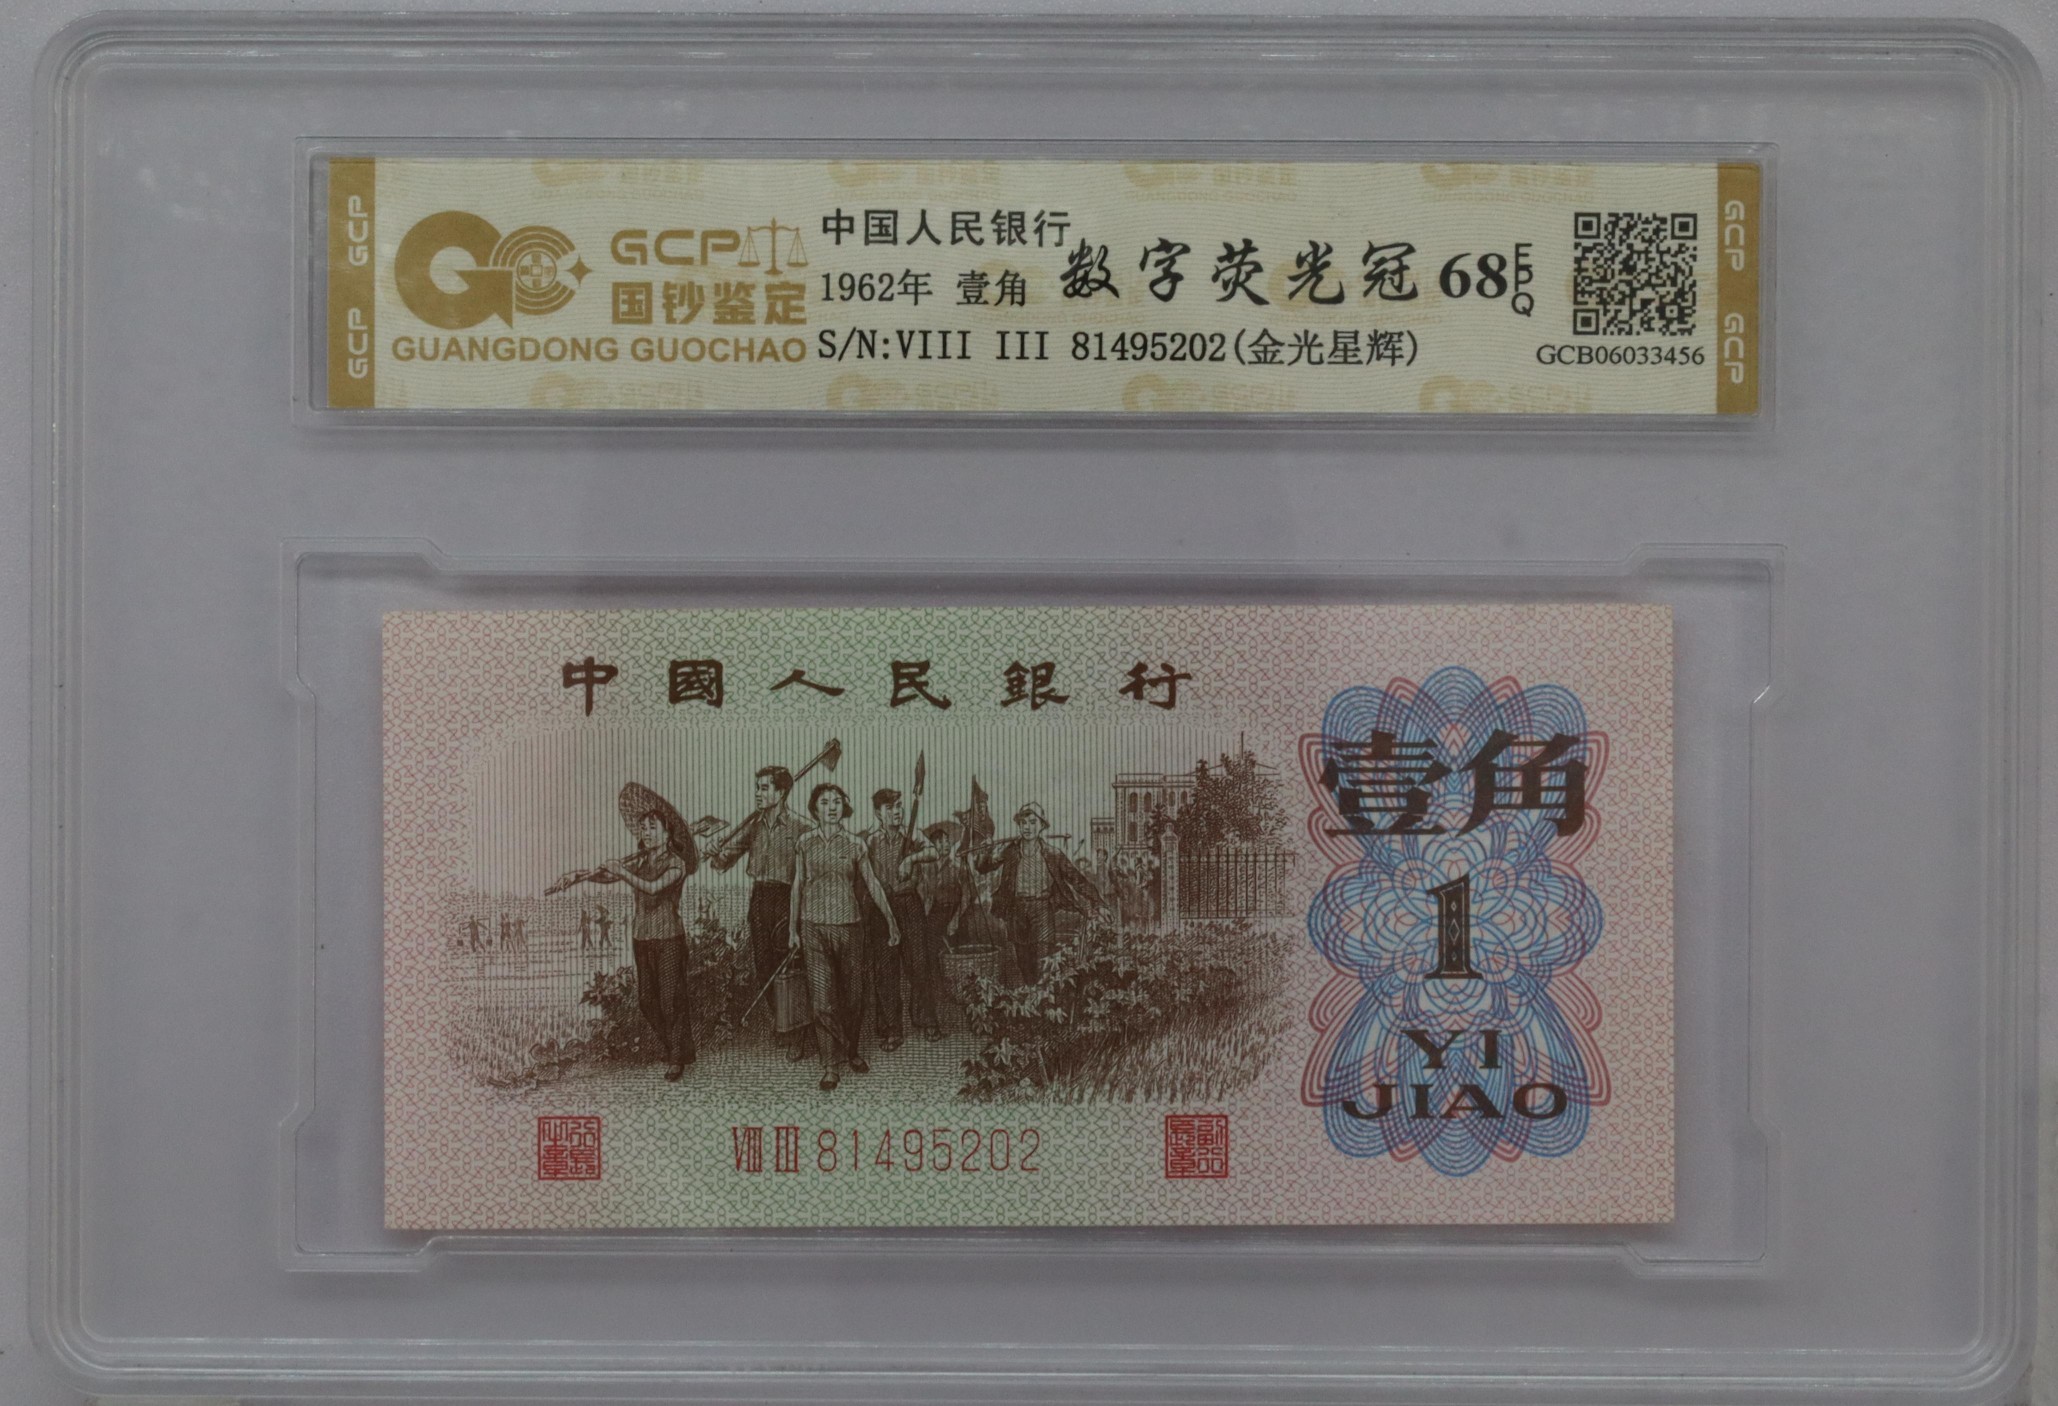 GCP
GCP
GCP
国钞鉴定
GUANGDONG GUOCHAO
中国人民银行
1962年 壹角
数字荧光冠 68 EPQ
S/N:VIII III 81495202(金光星辉)
GCB06033456
GCP
GCP
中國人民銀行
壹角
1
YI
JIAO
VIII III 81495202